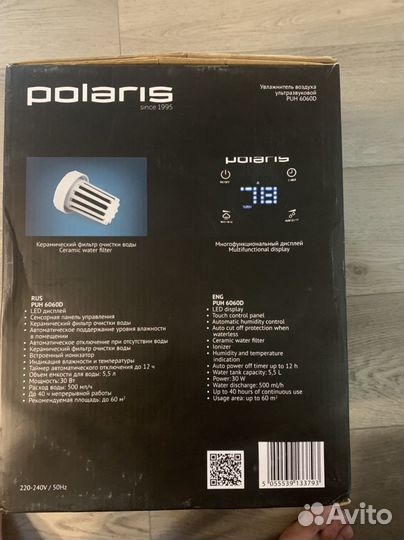 polaris
since 1995
Увлажнитель воздуха
ультразвуковой
PUH 6060D
polaris
ON/OFF
TIMER
78
Керамический фильтр очистки воды
Ceramic water filter
Многофункциональный дисплей
Multifunctional display
RUS
PUH 6060D
• LED дисплей
• Сенсорная панель управления
• Керамический фильтр очистки воды
• Автоматическое поддержание уровня влажности
в помещении
• Автоматическое отключение при отсутствии воды
• Керамический фильтр очистки воды
• Встроенный ионизатор
• Индикация влажности и температуры
• Таймер автоматического отключения до 12 ч
• Объем емкости для воды: 5,5 л
• Мощность: 30 Вт
• Расход воды: 500 мл/ч
• До 40 ч непрерывной работы
• Рекомендуемая площадь: до 60 м²
ENG
PUH 6060D
• LED display
• Touch control panel
• Automatic humidity control
• Auto cut off protection when
waterless
• Ceramic water filter
• Ionizer
• Humidity and temperature
indication
• Auto power off timer up to 12 h
• Water tank capacity: 5,5 L
• Power: 30 W
• Water discharge: 500 ml/h
• Up to 40 hours of continuous use
• Usage area: up to 60 m²
220-240V / 50Hz
5 055539 133793
Avito